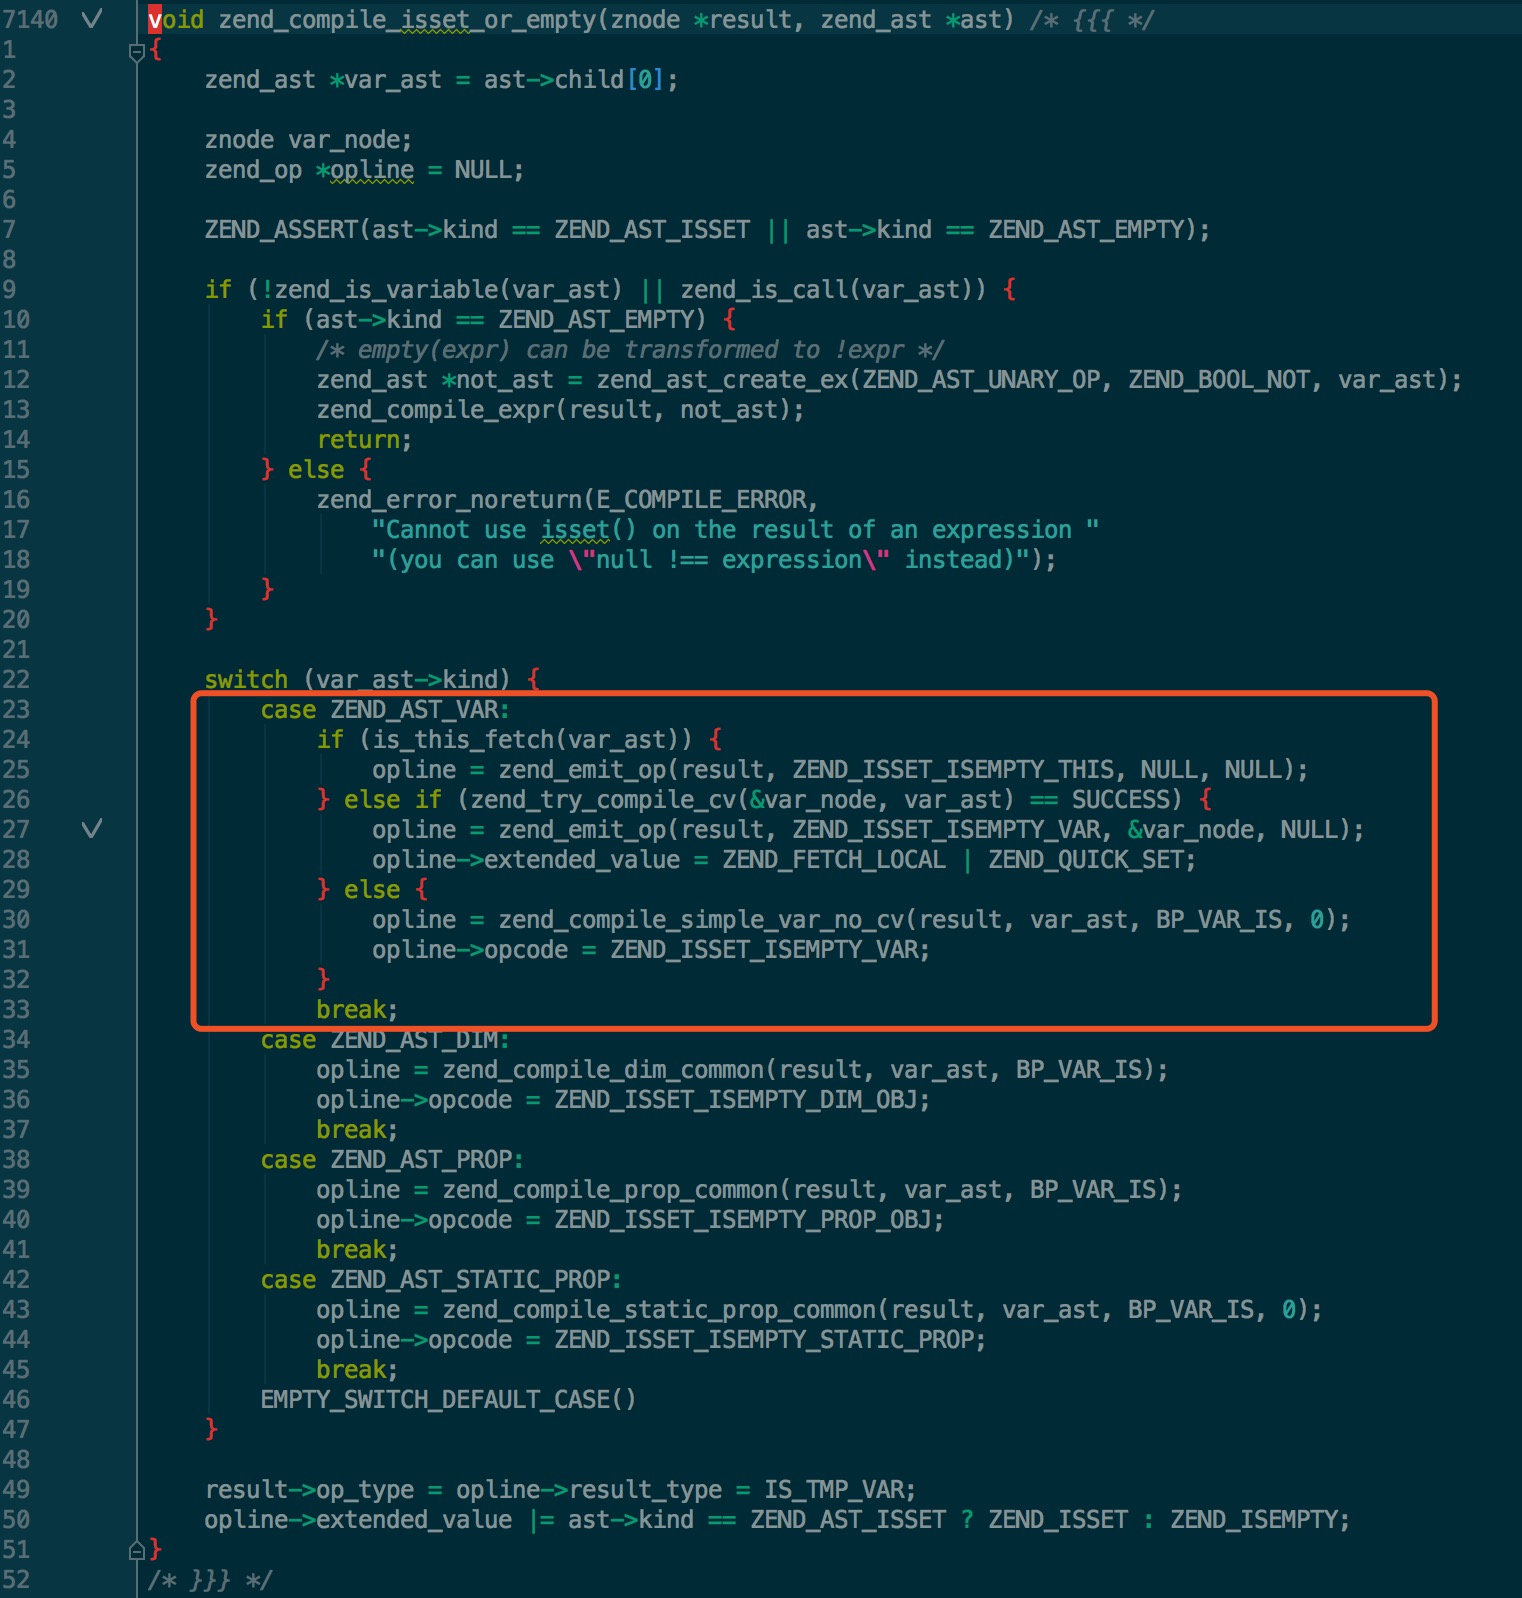 7140 void zend_compile_isset_or_empty(znode *result, zend_ast *ast) /* {{{ */
1 {
2     zend_ast *var_ast = ast->child[0];
3
4     znode var_node;
5     zend_op *opline = NULL;
6
7     ZEND_ASSERT(ast->kind == ZEND_AST_ISSET || ast->kind == ZEND_AST_EMPTY);
8
9     if (!zend_is_variable(var_ast) || zend_is_call(var_ast)) {
10         if (ast->kind == ZEND_AST_EMPTY) {
11             /* empty(expr) can be transformed to !expr */
12             zend_ast *not_ast = zend_ast_create_ex(ZEND_AST_UNARY_OP, ZEND_BOOL_NOT, var_ast);
13             zend_compile_expr(result, not_ast);
14             return;
15         } else {
16             zend_error_noreturn(E_COMPILE_ERROR,
17                 "Cannot use isset() on the result of an expression "
18                 "(you can use \"null !== expression\" instead)");
19         }
20     }
21
22     switch (var_ast->kind) {
23         case ZEND_AST_VAR:
24             if (is_this_fetch(var_ast)) {
25                 opline = zend_emit_op(result, ZEND_ISSET_ISEMPTY_THIS, NULL, NULL);
26             } else if (zend_try_compile_cv(&var_node, var_ast) == SUCCESS) {
27                 opline = zend_emit_op(result, ZEND_ISSET_ISEMPTY_VAR, &var_node, NULL);
28                 opline->extended_value = ZEND_FETCH_LOCAL | ZEND_QUICK_SET;
29             } else {
30                 opline = zend_compile_simple_var_no_cv(result, var_ast, BP_VAR_IS, 0);
31                 opline->opcode = ZEND_ISSET_ISEMPTY_VAR;
32             }
33             break;
34         case ZEND_AST_DIM:
35             opline = zend_compile_dim_common(result, var_ast, BP_VAR_IS);
36             opline->opcode = ZEND_ISSET_ISEMPTY_DIM_OBJ;
37             break;
38         case ZEND_AST_PROP:
39             opline = zend_compile_prop_common(result, var_ast, BP_VAR_IS);
40             opline->opcode = ZEND_ISSET_ISEMPTY_PROP_OBJ;
41             break;
42         case ZEND_AST_STATIC_PROP:
43             opline = zend_compile_static_prop_common(result, var_ast, BP_VAR_IS, 0);
44             opline->opcode = ZEND_ISSET_ISEMPTY_STATIC_PROP;
45             break;
46         EMPTY_SWITCH_DEFAULT_CASE()
47     }
48
49     result->op_type = opline->result_type = IS_TMP_VAR;
50     opline->extended_value |= ast->kind == ZEND_AST_ISSET ? ZEND_ISSET : ZEND_ISEMPTY;
51 }
52 /* }}} */